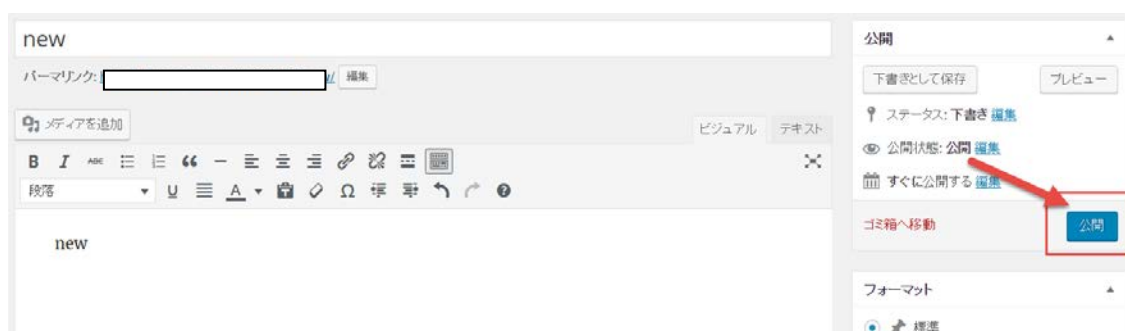 new
パーマリンク: 編集
メディアを追加
ビジュアル テキスト
B I ABC
段落 U A Ω
new
公開
下書きとして保存 プレビュー
ステータス: 下書き 編集
公開状態: 公開 編集
すぐに公開する 編集
ゴミ箱へ移動 公開
フォーマット
標準